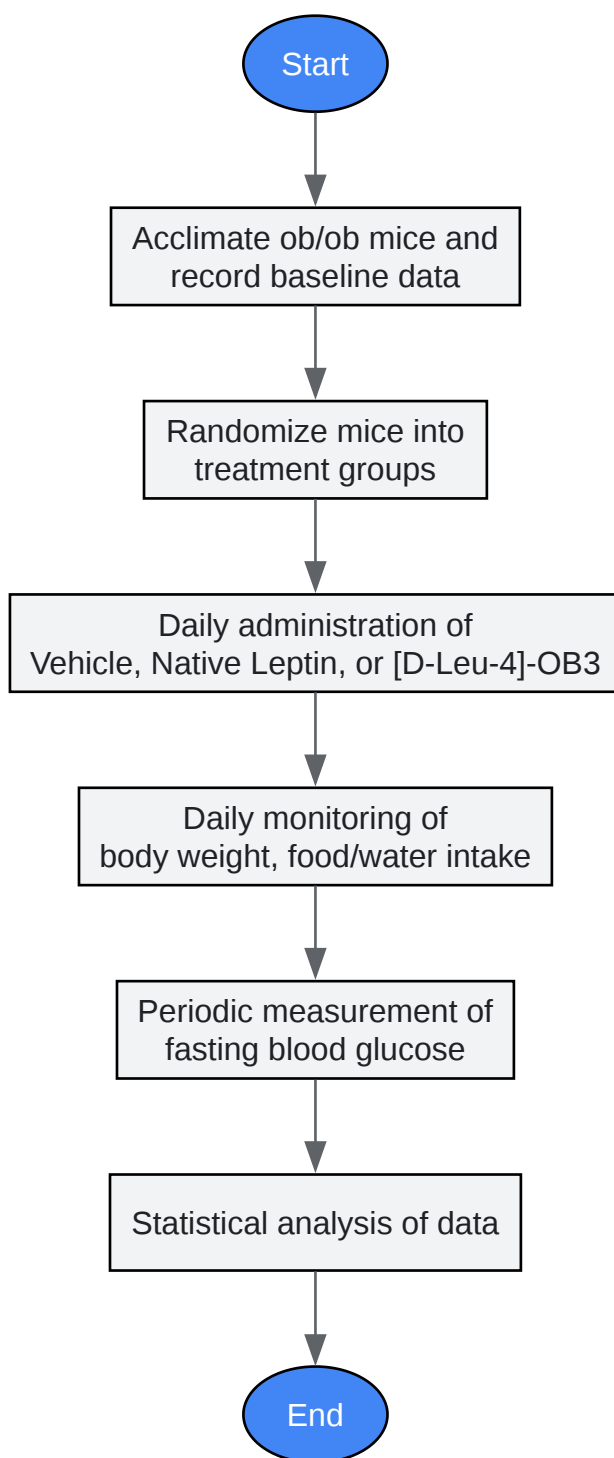 Start
Acclimate ob/ob mice and
record baseline data
Randomize mice into
treatment groups
Daily administration of
Vehicle, Native Leptin, or [D-Leu-4]-OB3
Daily monitoring of
body weight, food/water intake
Periodic measurement of
fasting blood glucose
Statistical analysis of data
End